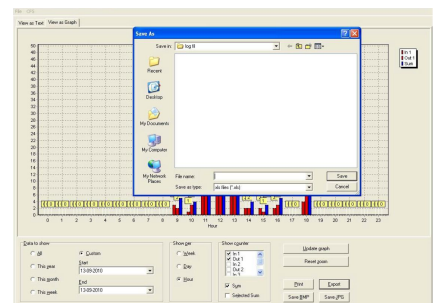 File Info
View as Text View as Graph
Save As
Save in: log fil
Recent
Desktop
My Documents
My Computer
My Network Places
File name: Save
Save as type: xls files (*.xls) Cancel
In 1
Out 1
Sum
50
48
46
44
42
40
38
36
34
32
30
28
26
24
22
20
18
16
14
12
10
8
6
4
2
0
0 1 2 3 4 5 6 7 8 9 10 11 12 13 14 15 16 17 18 19 20 21 22 23
Hour
Data to show
All
This year
This month
This week
Custom
Start
13-09-2010
End
13-09-2010
Show per
Week
Day
Hour
Show counter
In 1
Out 1
In 2
Out 2
Sum
Selected Sum
Update graph
Reset zoom
Print Export
Save BMP Save JPG